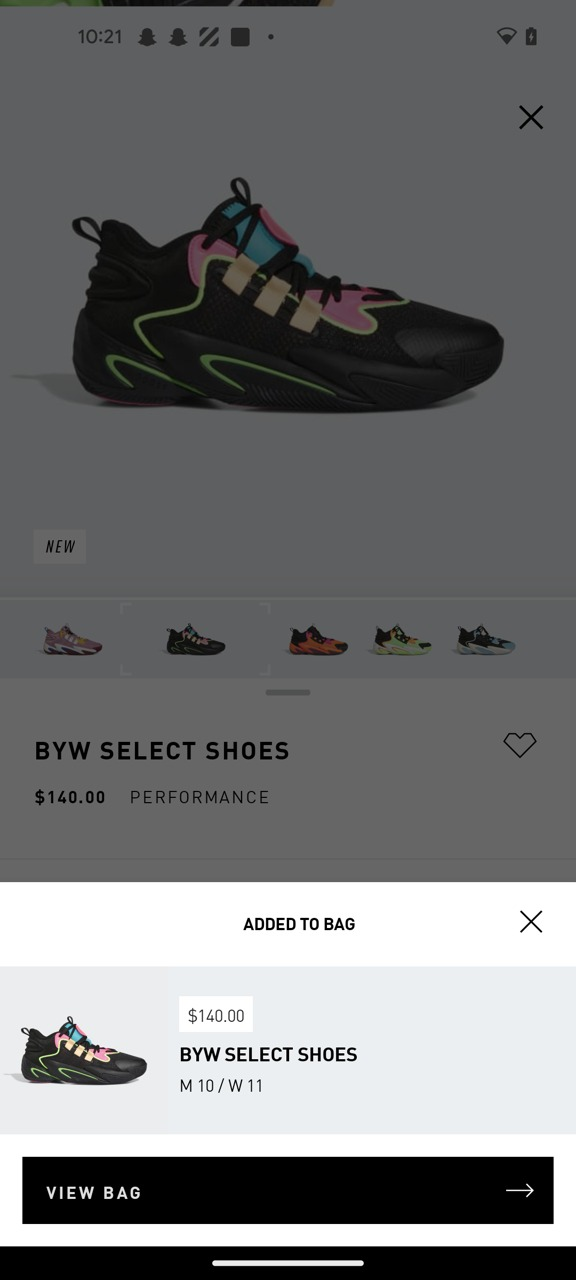 10:21
NEW
BYW SELECT SHOES
$140.00 PERFORMANCE
ADDED TO BAG
$140.00
BYW SELECT SHOES
M 10 / W 11
VIEW BAG